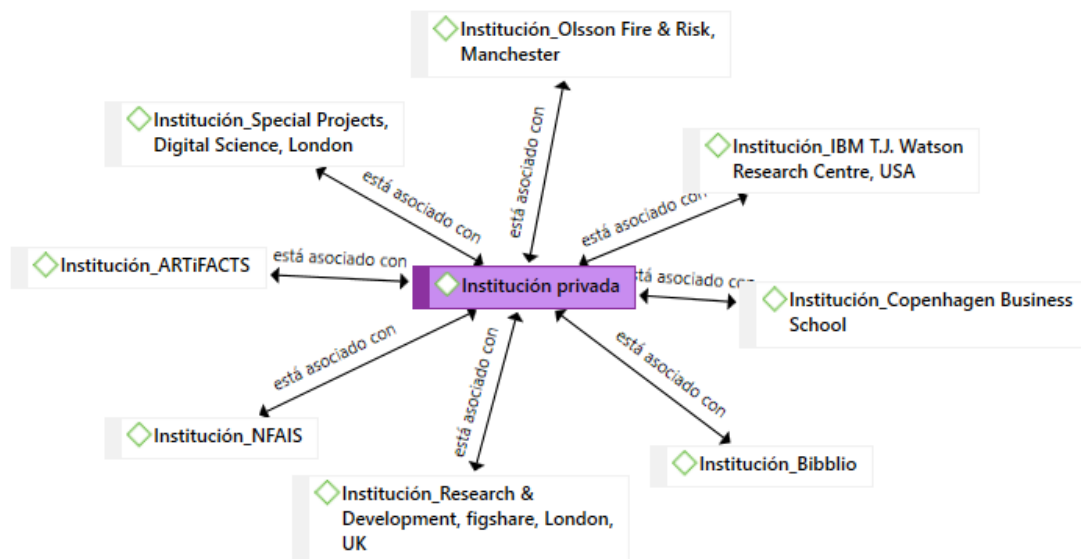 Institución_Olsson Fire & Risk,
Manchester
Institución_Special Projects,
Digital Science, London
Institución_IBM T.J. Watson
Research Centre, USA
está asociado con
está asociado con
está asociado con
Institución_ARTiFACTS
está asociado con
Institución privada
está asociado con
Institución_Copenhagen Business
School
está asociado con
está asociado con
está asociado con
Institución_NFAIS
Institución_Bibblio
Institución_Research &
Development, figshare, London,
UK